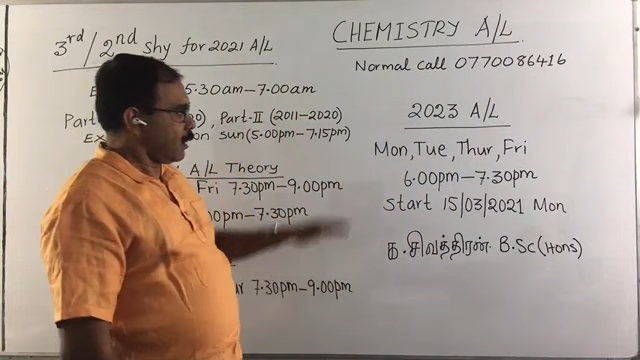 3rd/2nd Shy for 2021 A/L
5.30am-7.00am
Part-II (2011-2020)
Sun(5.00pm-7.15pm)
A/L Theory
Fri 7.30pm-9.00pm
pm-7.30pm
7.30pm-9.00pm
CHEMISTRY A/L
Normal call 0770086416
2023 A/L
Mon,Tue,Thur,Fri
6.00pm-7.30pm
Start 15/03/2021 Mon
க.சிவத்திரன். B.Sc(Hons)